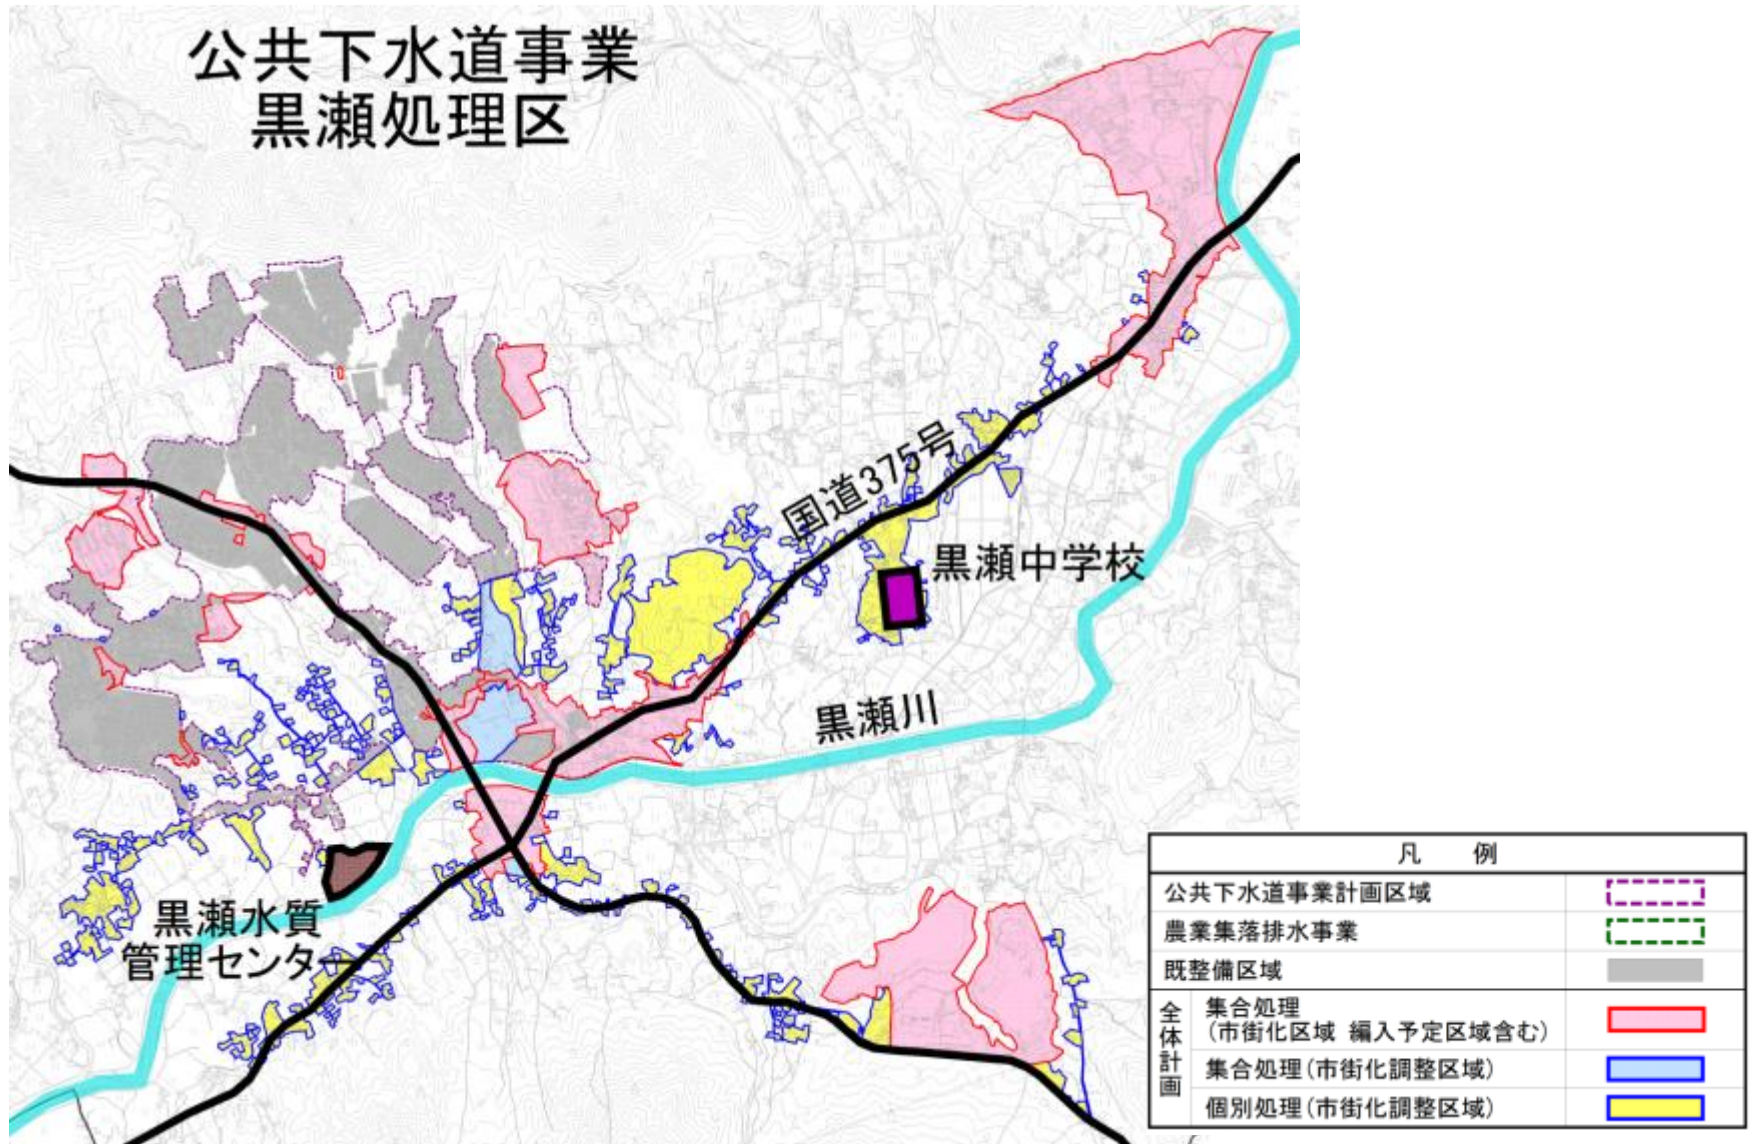 公共下水道事業
黒瀬処理区
国道375号
黒瀬中学校
黒瀬川
黒瀬水質
管理センター
凡 例
公共下水道事業計画区域
農業集落排水事業
既整備区域
全体計画
集合処理
(市街化区域 編入予定区域含む)
集合処理(市街化調整区域)
個別処理(市街化調整区域)